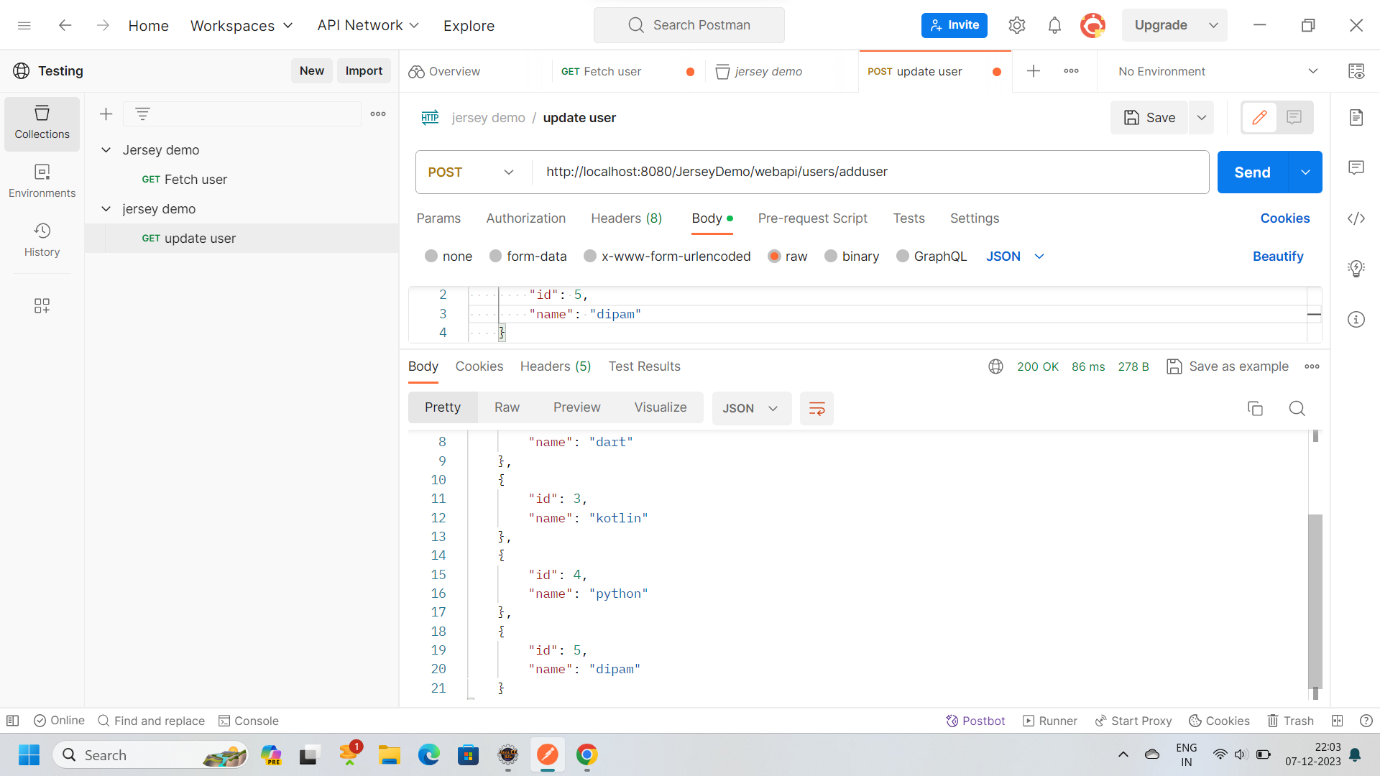 Home Workspaces API Network Explore Search Postman Invite Upgrade
Testing New Import Overview GET Fetch user jersey demo POST update user No Environment
Collections
Environments
History
Jersey demo
GET Fetch user
jersey demo
GET update user
HTTP jersey demo / update user Save
POST http://localhost:8080/JerseyDemo/webapi/users/adduser Send
Params Authorization Headers (8) Body Pre-request Script Tests Settings Cookies
none form-data x-www-form-urlencoded raw binary GraphQL JSON Beautify
2 "id": 5,
3 "name": "dipam"
4 }
Body Cookies Headers (5) Test Results 200 OK 86 ms 278 B Save as example
Pretty Raw Preview Visualize JSON
8 "name": "dart"
9 },
10 {
11 "id": 3,
12 "name": "kotlin"
13 },
14 {
15 "id": 4,
16 "name": "python"
17 },
18 {
19 "id": 5,
20 "name": "dipam"
21 }
Online Find and replace Console Postbot Runner Start Proxy Cookies Trash
Search PRE 1 ENG 22:03
IN 07-12-2023